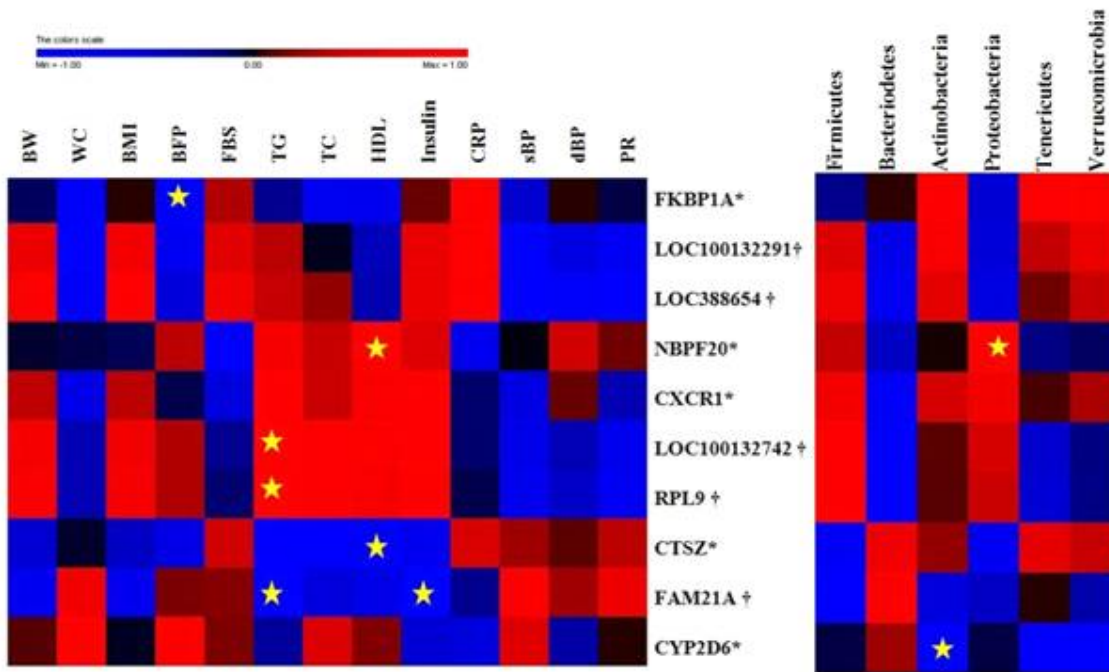 The colors scale
Min = -1.00 0.00 Max = 1.00
BW WC BMI BFP FBS TG TC HDL Insulin CRP sBP dBP PR
Firmicutes Bacteriodetes Actinobacteria Proteobacteria Tenericutes Verrucomicrobia
FKBP1A*
LOC100132291†
LOC388654 †
NBPF20*
CXCR1*
LOC100132742 †
RPL9 †
CTSZ*
FAM21A †
CYP2D6*